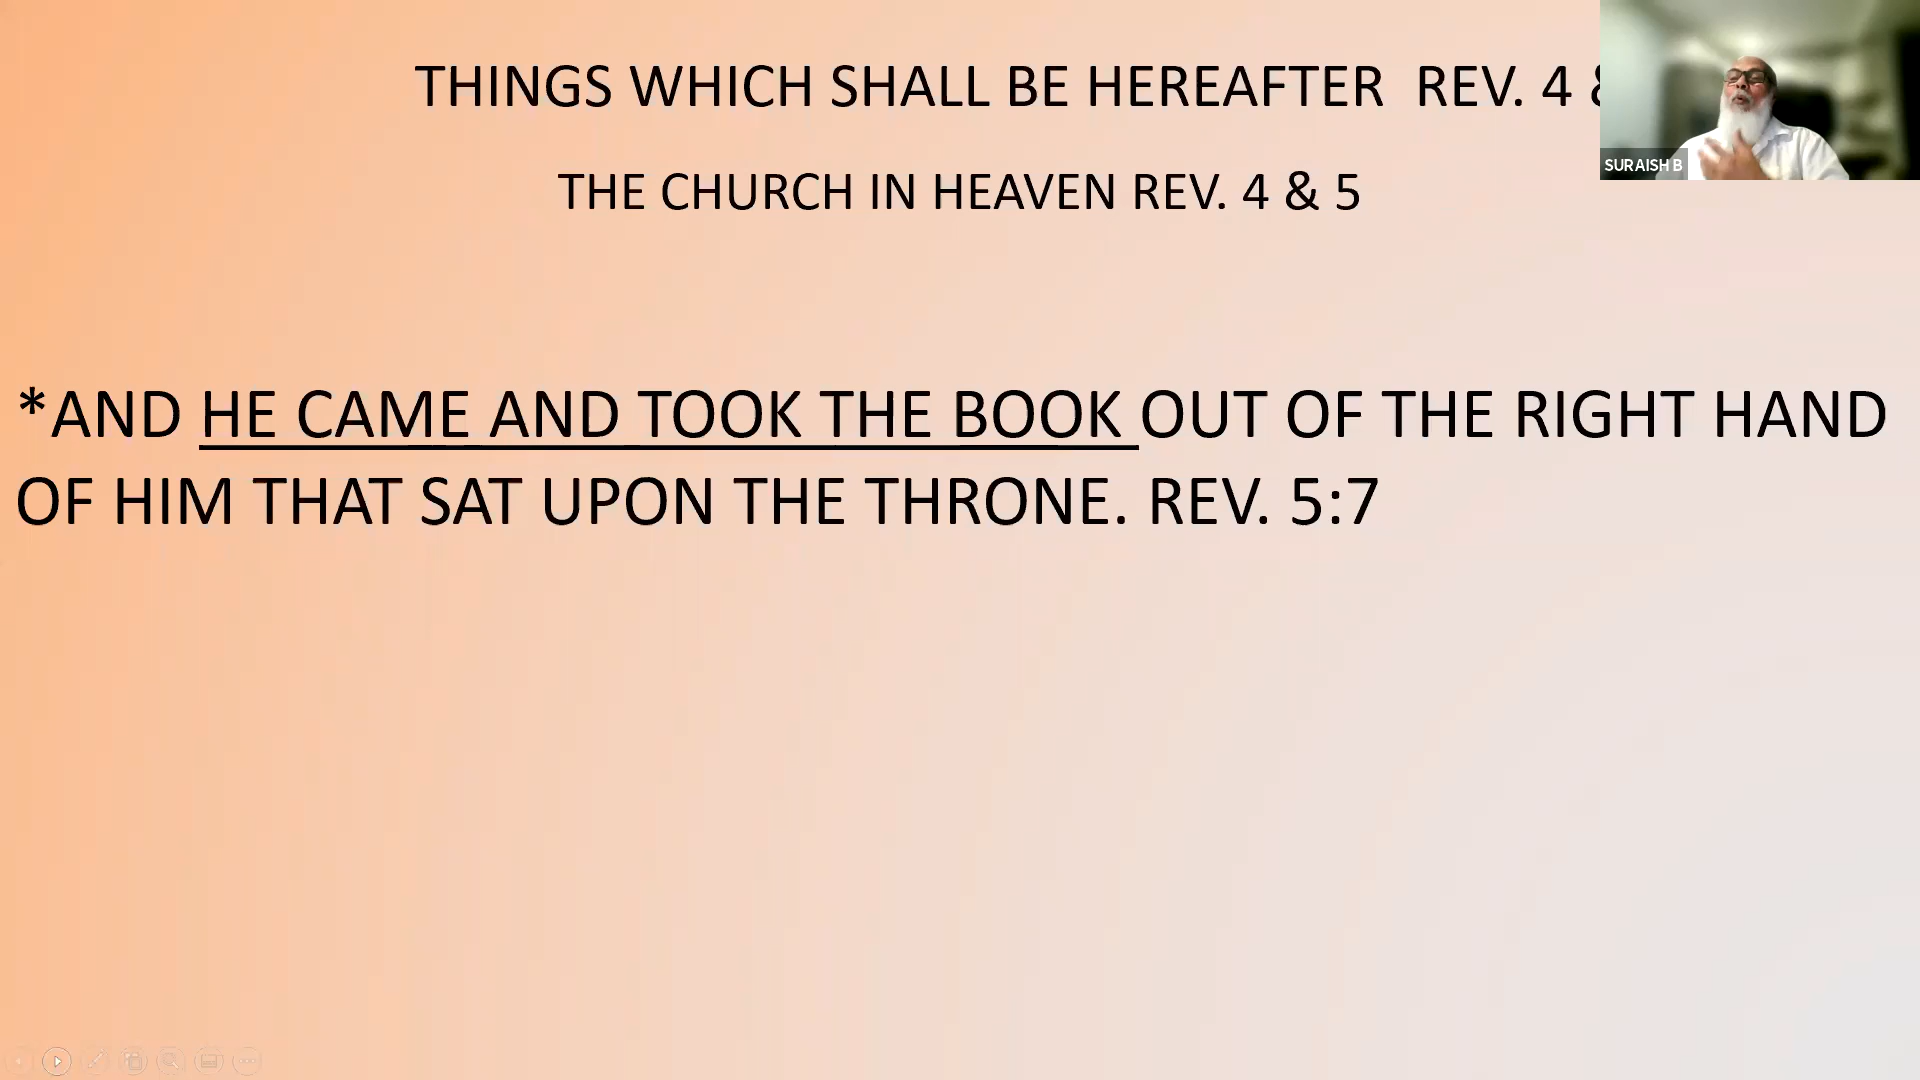 THINGS WHICH SHALL BE HEREAFTER REV. 4
THE CHURCH IN HEAVEN REV. 4 & 5
*AND HE CAME AND TOOK THE BOOK OUT OF THE RIGHT HAND
OF HIM THAT SAT UPON THE THRONE. REV. 5:7
SURAISH B